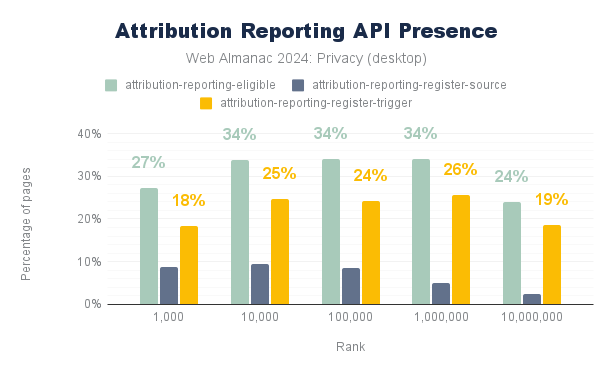 Attribution Reporting API Presence
Web Almanac 2024: Privacy (desktop)
attribution-reporting-eligible
attribution-reporting-register-source
attribution-reporting-register-trigger
Percentage of pages
40%
30%
20%
10%
0%
27%
18%
34%
25%
34%
24%
34%
26%
24%
19%
1,000
10,000
100,000
1,000,000
10,000,000
Rank